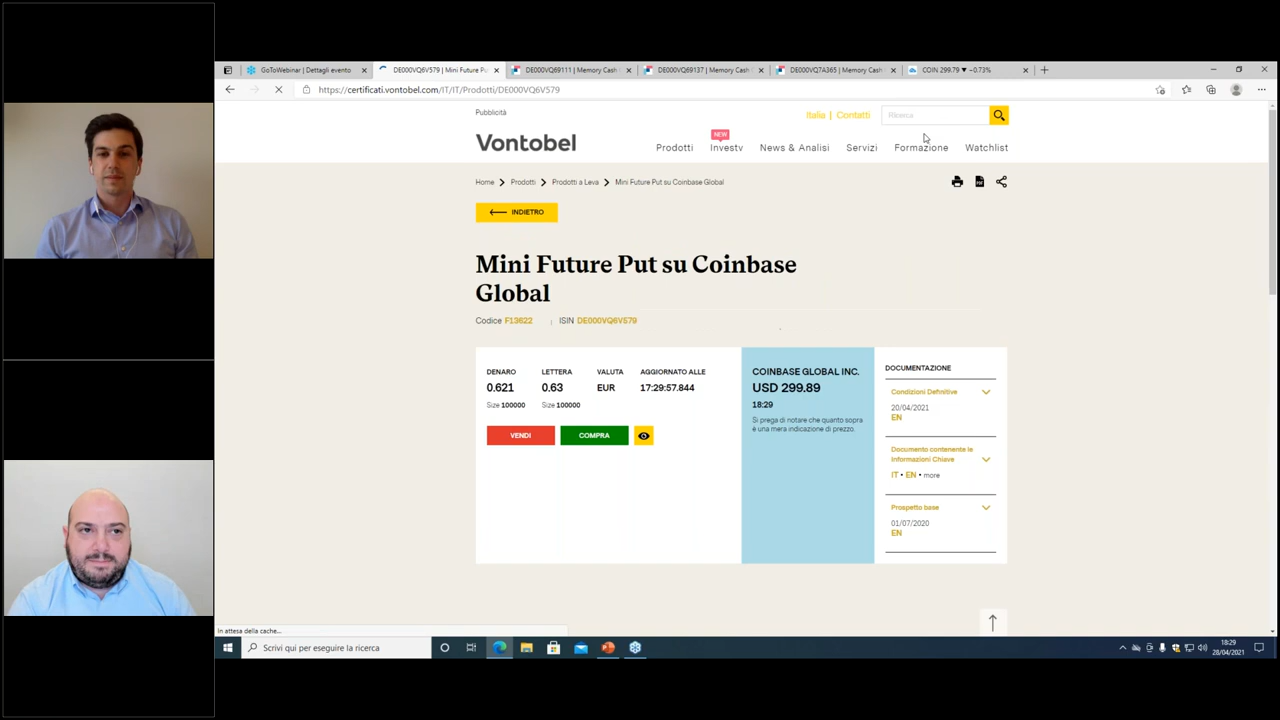 GoToWebinar | Dettagli evento
DE000VQ6V579 | Mini Future Pu
DE000VQ69111 | Memory Cash
DE000VQ69137 | Memory Cash
DE000VQ7A365 | Memory Cash
COIN 299.79 ▼ −0.73%
https://certificati.vontobel.com/IT/IT/Prodotti/DE000VQ6V579
Pubblicità
Italia | Contatti
Ricerca
Vontobel
NEW
Prodotti
Investv
News & Analisi
Servizi
Formazione
Watchlist
Home > Prodotti > Prodotti a Leva > Mini Future Put su Coinbase Global
INDIETRO
Mini Future Put su Coinbase
Global
Codice F13622 | ISIN DE000VQ6V579
DENARO
LETTERA
VALUTA
AGGIORNATO ALLE
0.621
0.63
EUR
17:29:57.844
Size 100000
Size 100000
VENDI
COMPRA
COINBASE GLOBAL INC.
USD 299.89
18:29
Si prega di notare che quanto sopra
è una mera indicazione di prezzo.
DOCUMENTAZIONE
Condizioni Definitive
20/04/2021
EN
Documento contenente le
Informazioni Chiave
IT • EN • more
Prospetto base
01/07/2020
EN
In attesa della cache...
Scrivi qui per eseguire la ricerca
18:29
28/04/2021